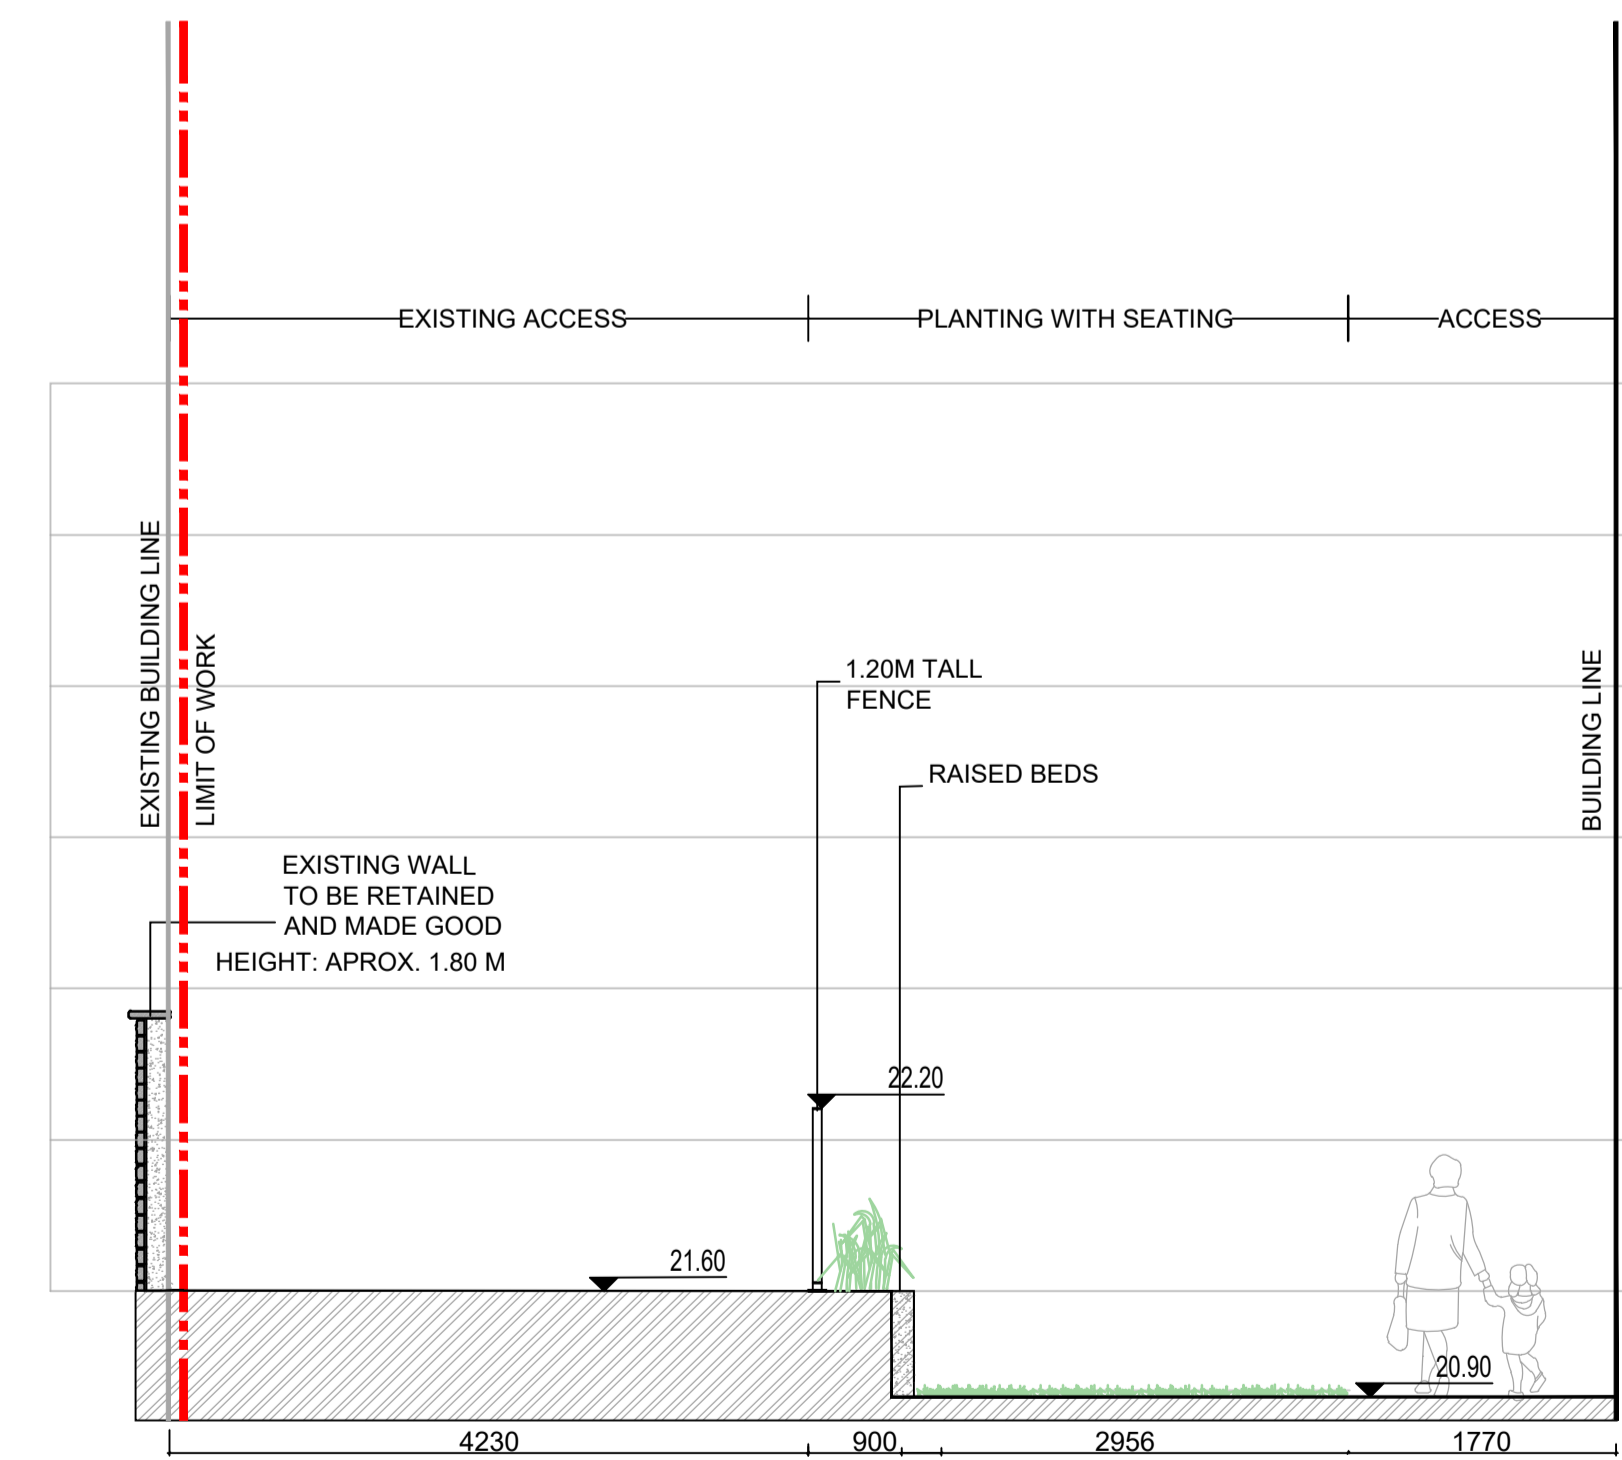 EXISTING ACCESS
PLANTING WITH SEATING
ACCESS
EXISTING BUILDING LINE
LIMIT OF WORK
BUILDING LINE
1.20M TALL
FENCE
RAISED BEDS
EXISTING WALL
TO BE RETAINED
AND MADE GOOD
HEIGHT: APROX. 1.80 M
22.20
21.60
20.90
4230
900
2956
1770